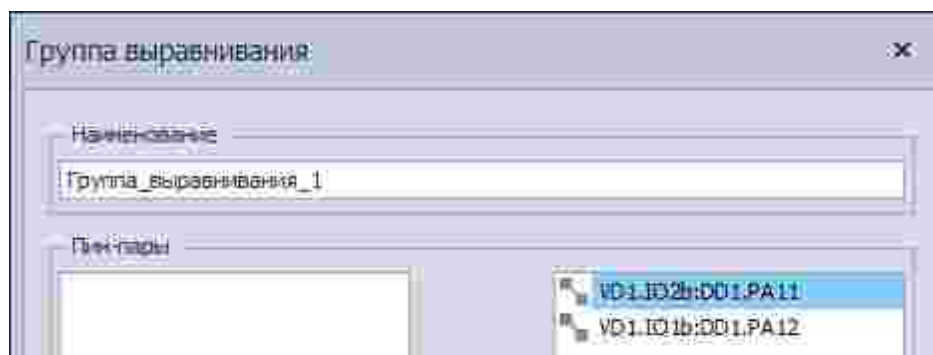 Группа выравнивания
Наименование
Группа_выравнивания_1
Пин-пары
VD1.IO2b:DD1.PA11
VD1.IO1b:DD1.PA12